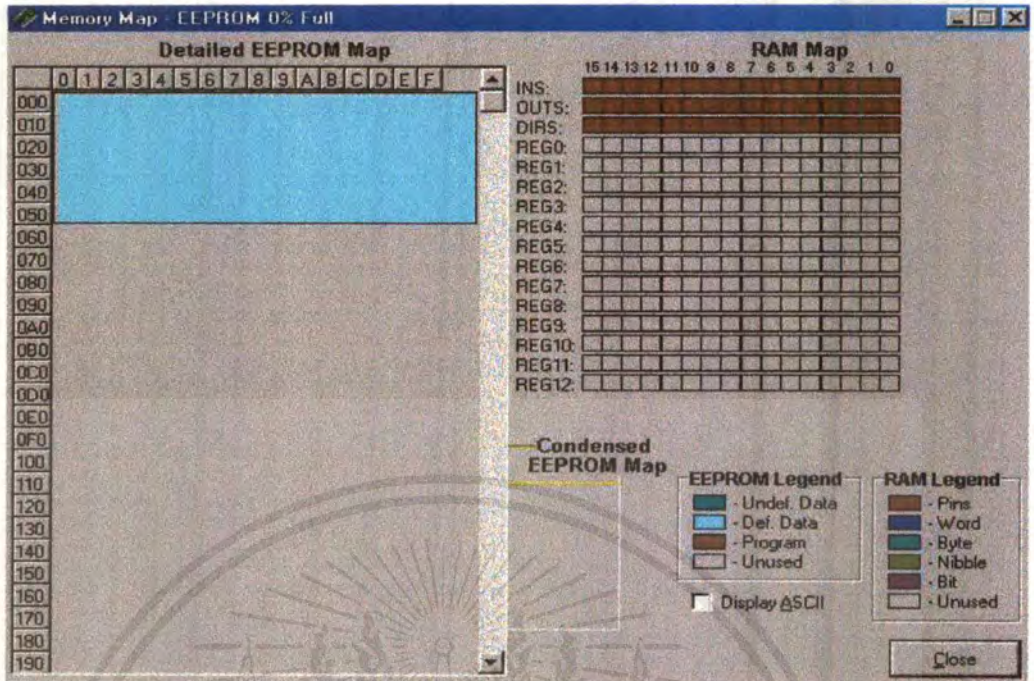 Memory Map - EEPROM 0% Full
Detailed EEPROM Map
0 1 2 3 4 5 6 7 8 9 A B C D E F
000
010
020
030
040
050
060
070
080
090
0A0
0B0
0C0
0D0
0E0
0F0
100
110
120
130
140
150
160
170
180
190
RAM Map
15 14 13 12 11 10 9 8 7 6 5 4 3 2 1 0
INS:
OUTS:
DIRS:
REG0:
REG1:
REG2:
REG3:
REG4:
REG5:
REG6:
REG7:
REG8:
REG9:
REG10:
REG11:
REG12:
Condensed
EEPROM Map
EEPROM Legend
- Undef. Data
- Def. Data
- Program
- Unused
Display ASCII
RAM Legend
- Pins
- Word
- Byte
- Nibble
- Bit
- Unused
Close